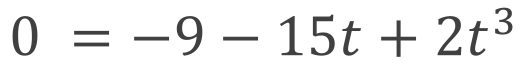 0 = −9 − 15t + 2t³